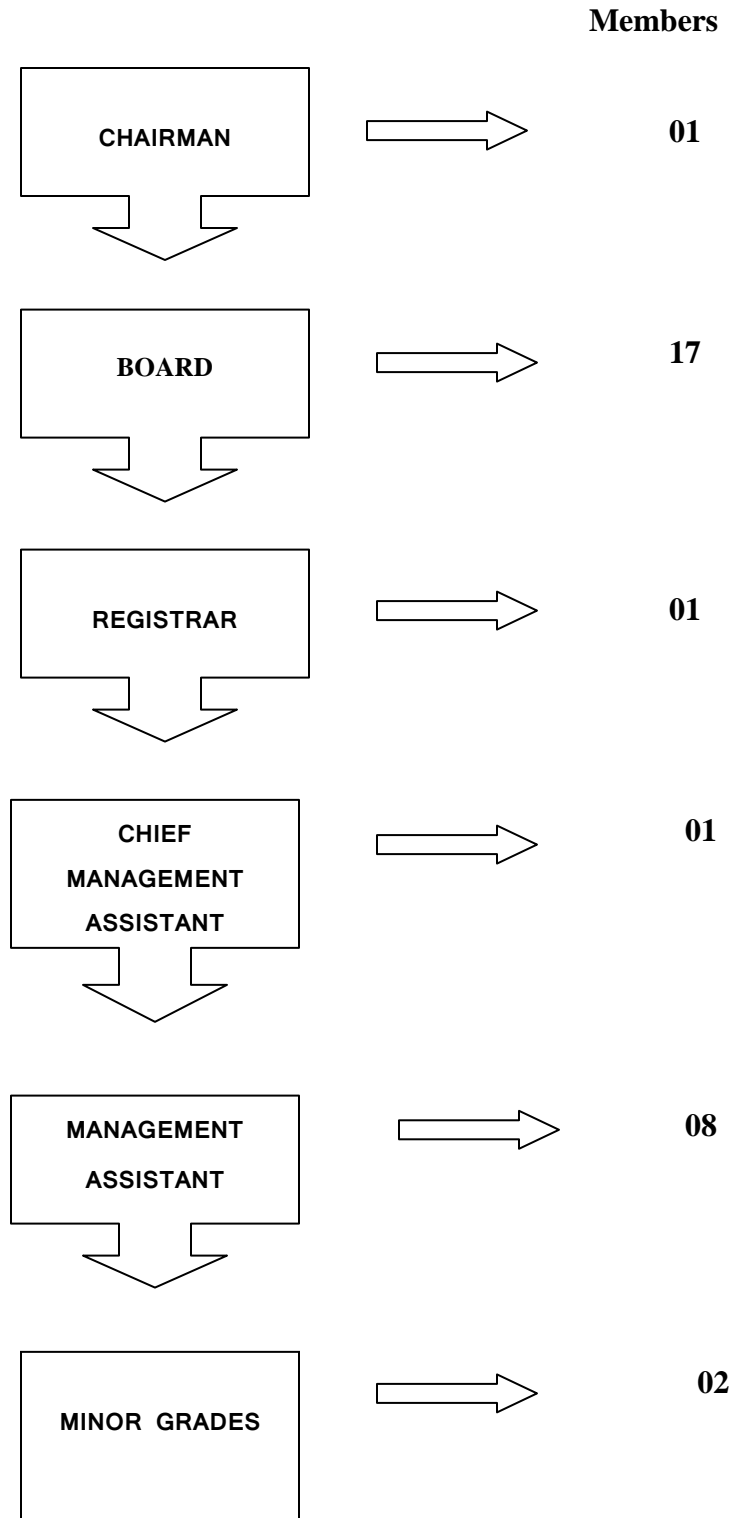 Members
CHAIRMAN 01
BOARD 17
REGISTRAR 01
CHIEF 01
MANAGEMENT
ASSISTANT
MANAGEMENT 08
ASSISTANT
MINOR GRADES 02